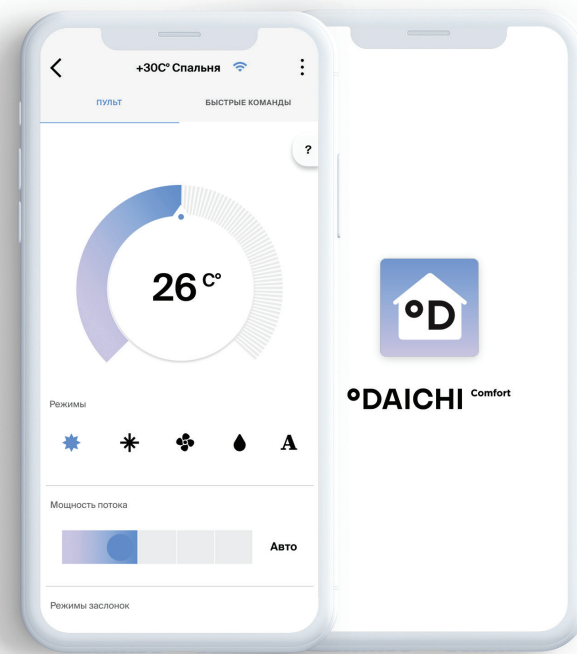 +30C° Спальня
ПУЛЬТ
БЫСТРЫЕ КОМАНДЫ
?
26 C°
Режимы
A
Мощность потока
Авто
Режимы заслонок
°D
°DAICHI Comfort